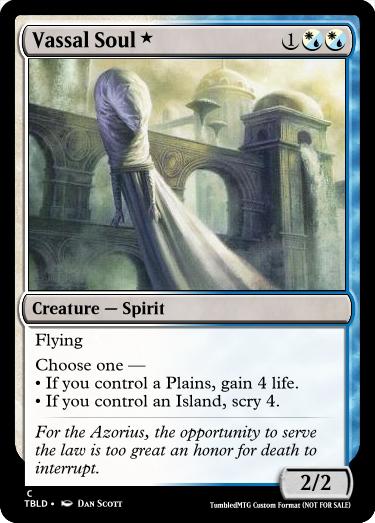 Vassal Soul ★ 1
Creature — Spirit
Flying
Choose one —
• If you control a Plains, gain 4 life.
• If you control an Island, scry 4.
For the Azorius, the opportunity to serve
the law is too great an honor for death to
interrupt.
2/2
C
TBLD • DAN SCOTT
TumbledMTG Custom Format (NOT FOR SALE)